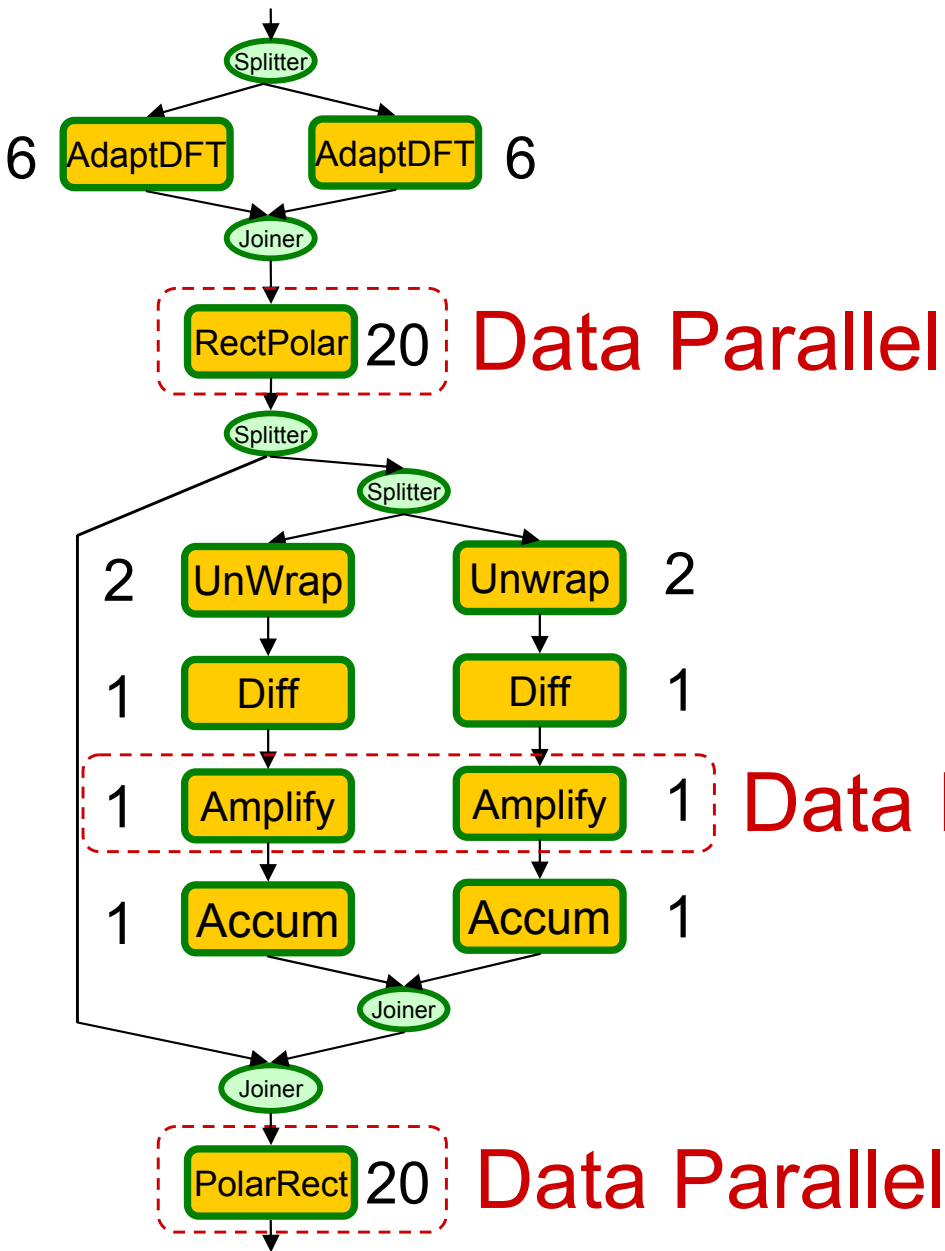 Splitter
6 AdaptDFT AdaptDFT 6
Joiner
RectPolar 20 Data Parallel
Splitter
Splitter
2 UnWrap Unwrap 2
1 Diff Diff 1
1 Amplify Amplify 1 Data
1 Accum Accum 1
Joiner
Joiner
PolarRect 20 Data Parallel